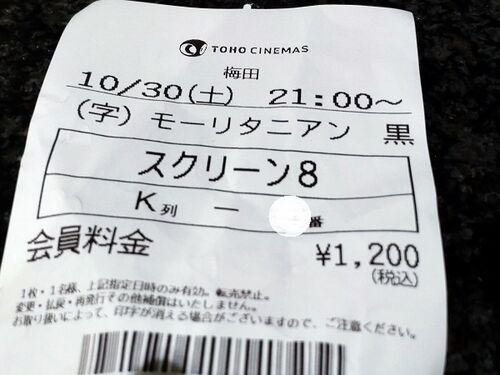 TOHO CINEMAS
梅田
10/30(土) 21:00～
(字) モーリタニアン 黒
スクリーン8
K列 － 番
会員料金 ¥1,200
(税込)
1枚・1名様、上記指定日時のみ有効。転売禁止。
変更・払戻・再発行その他補償はいたしません。
お取り扱いによって、印字が消える場合がございますので、ご注意ください。